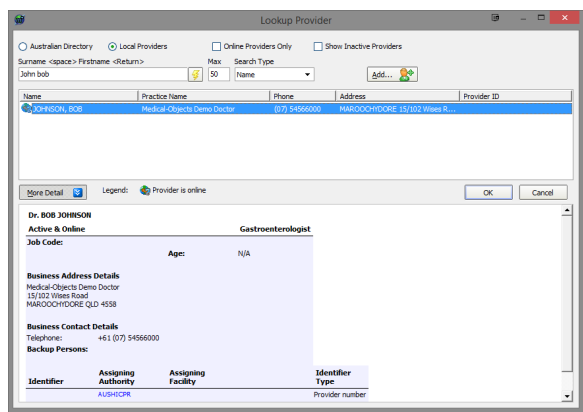 Lookup Provider
Australian Directory Local Providers Online Providers Only Show Inactive Providers
Surname <space> Firstname <Return> Max Search Type
John bob 50 Name Add...
Name Practice Name Phone Address Provider ID
JOHNSON, BOB Medical-Objects Demo Doctor (07) 54566000 MAROOCHYDORE 15/102 Wises R...
More Detail Legend: Provider is online OK Cancel
Dr. BOB JOHNSON
Active & Online Gastroenterologist
Job Code:
Age: N/A
Business Address Details
Medical-Objects Demo Doctor
15/102 Wises Road
MAROOCHYDORE QLD 4558
Business Contact Details
Telephone: +61 (07) 54566000
Backup Persons:
Identifier Assigning Authority Assigning Facility Identifier Type
AUSHICPR Provider number